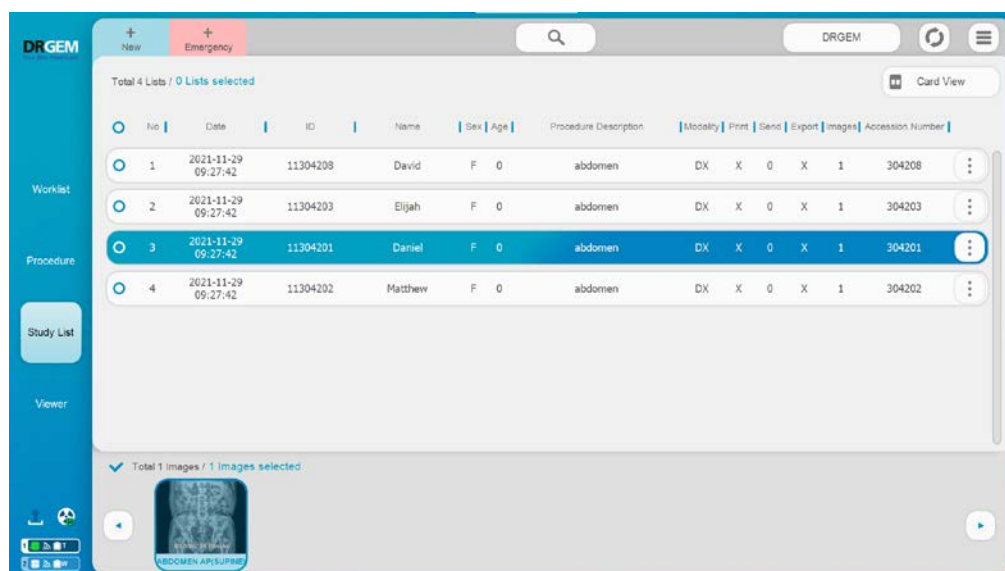 DRGEM
+
New
+
Emergency
DRGEM
Total 4 Lists / 0 Lists selected
Card View
No Date ID Name Sex Age Procedure Description Modality Print Send Export Images Accession Number
1 2021-11-29 09:27:42 11304208 David F 0 abdomen DX X 0 X 1 304208
2 2021-11-29 09:27:42 11304203 Elijah F 0 abdomen DX X 0 X 1 304203
3 2021-11-29 09:27:42 11304201 Daniel F 0 abdomen DX X 0 X 1 304201
4 2021-11-29 09:27:42 11304202 Matthew F 0 abdomen DX X 0 X 1 304202
Worklist
Procedure
Study List
Viewer
Total 1 Images / 1 Images selected
ABDOMEN AP(SUPINE)
1 T
2 W